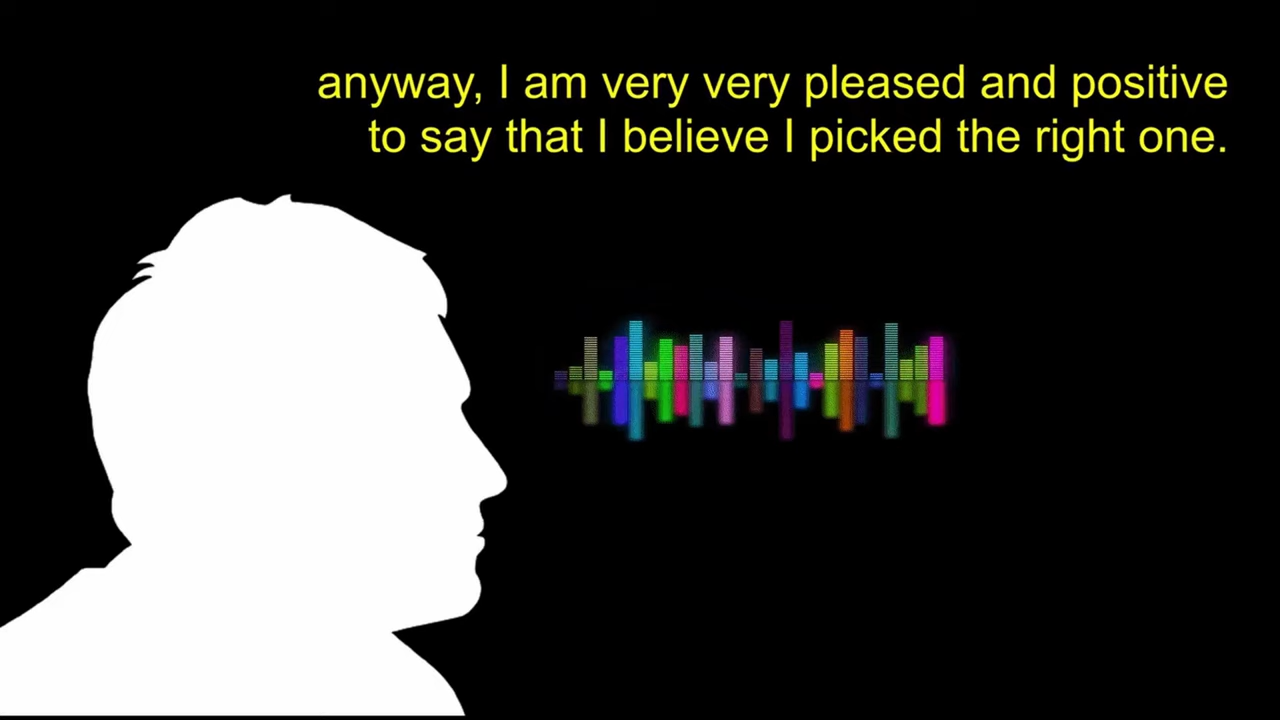 anyway, I am very very pleased and positive
to say that I believe I picked the right one.